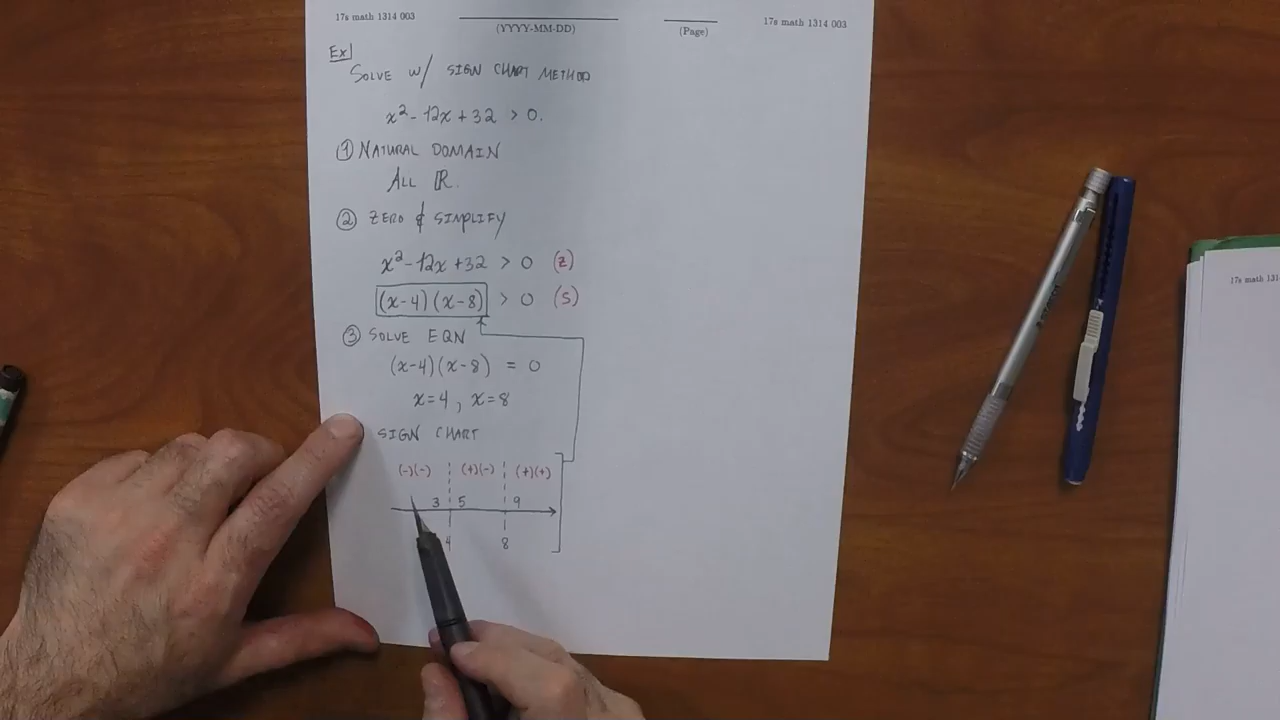 17s math 1314 003
(YYYY-MM-DD)
(Page)
17s math 1314 003
Ex
SOLVE W/ SIGN CHART METHOD
x²-12x+32 > 0.
① NATURAL DOMAIN
ALL ℝ.
② ZERO & SIMPLIFY
x²-12x+32 > 0 (Z)
(x-4)(x-8) > 0 (S)
③ SOLVE EQN
(x-4)(x-8) = 0
x=4, x=8
SIGN CHART
(-)(-) (+)(-) (+)(+)
3 5 9
4 8
17s math